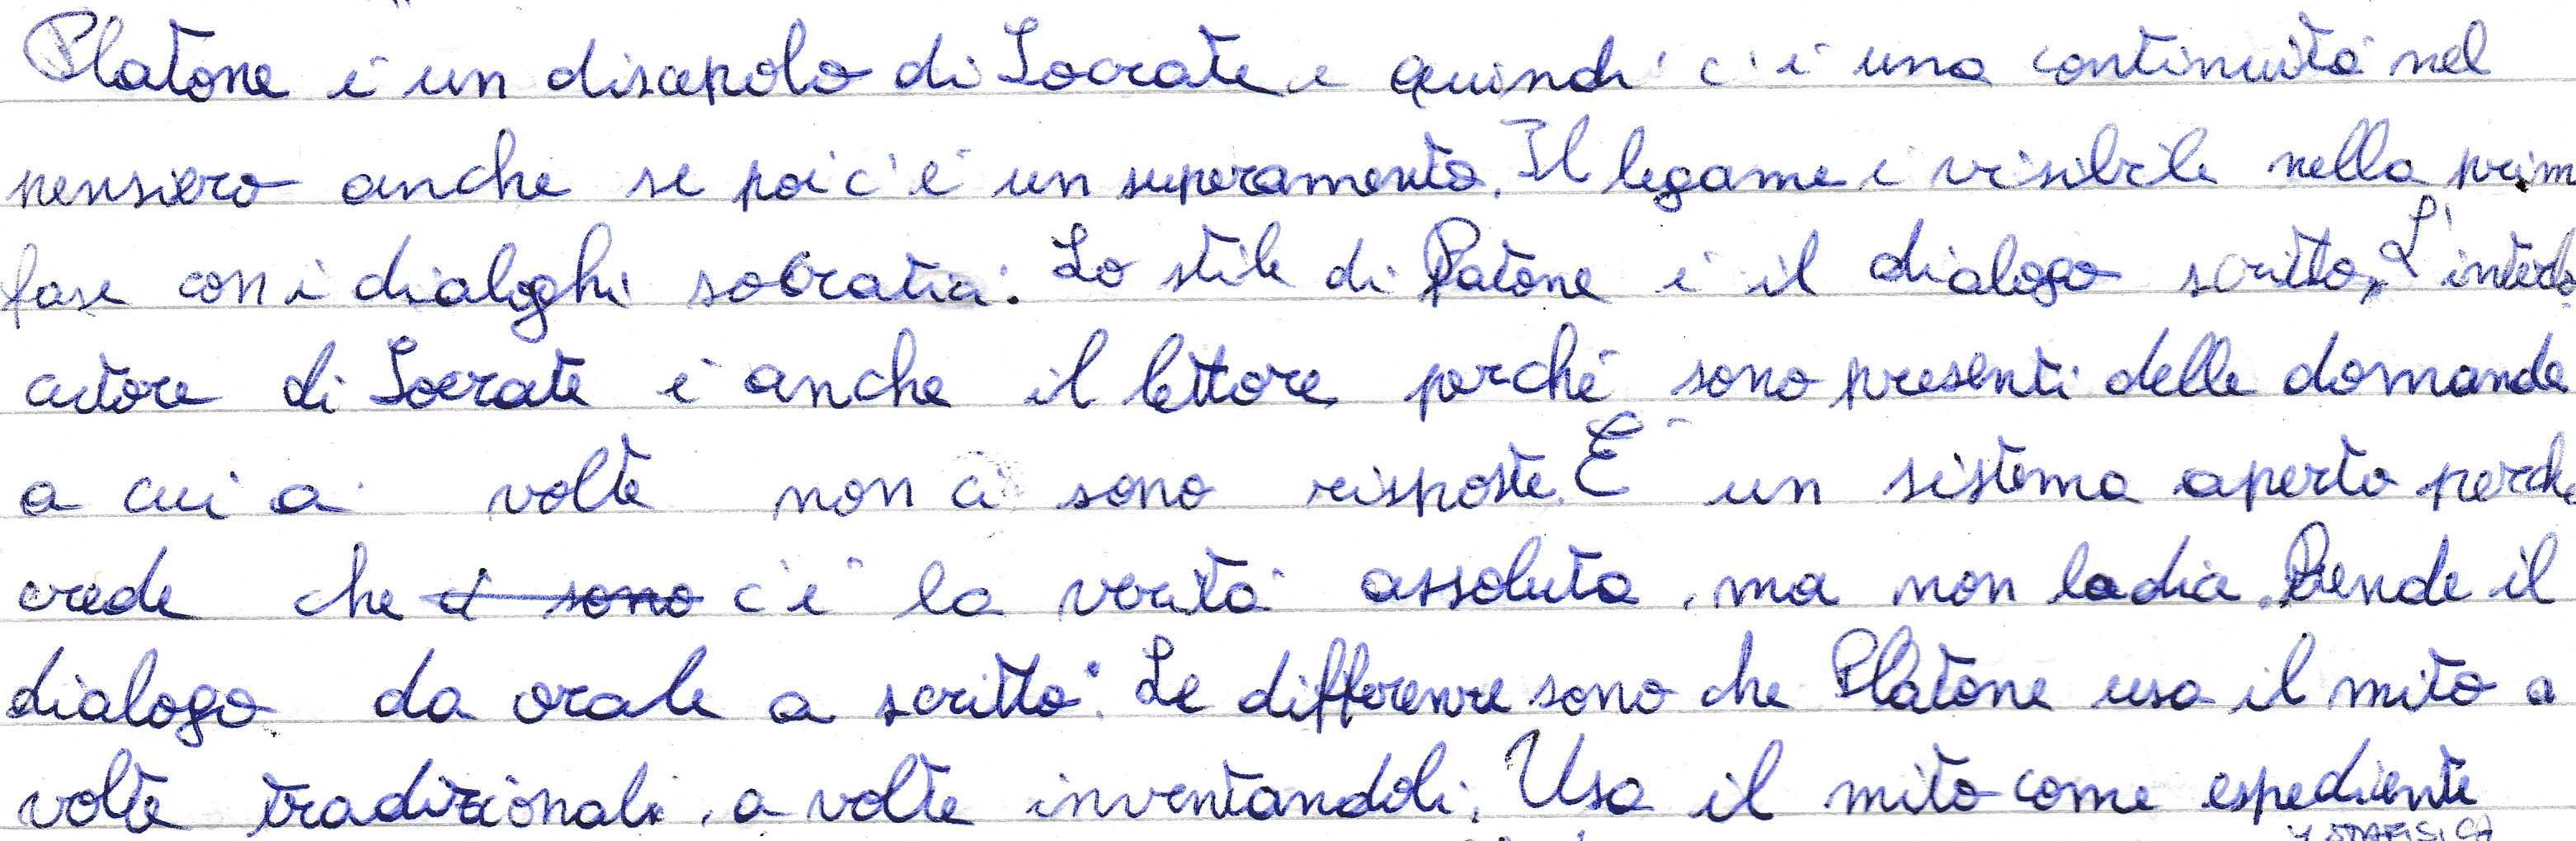 Platone è un discepolo di Socrate e quindi c'è una continuità nel
pensiero anche se poi c'è un superamento. Il legame è visibile nella prim
fase con i dialoghi socratici. Lo stile di Platone è il dialogo scritto. L'interlo
cutore di Socrate è anche il lettore perché sono presenti delle domande
a cui a volte non ci sono risposte. È un sistema aperto perché
crede che ci sono c'è la verità assoluta, ma non la dia. Rende il
dialogo da orale a scritto. Le differenze sono che Platone usa il mito a
volte tradizionali, a volte inventandoli. Usa il mito come espediente